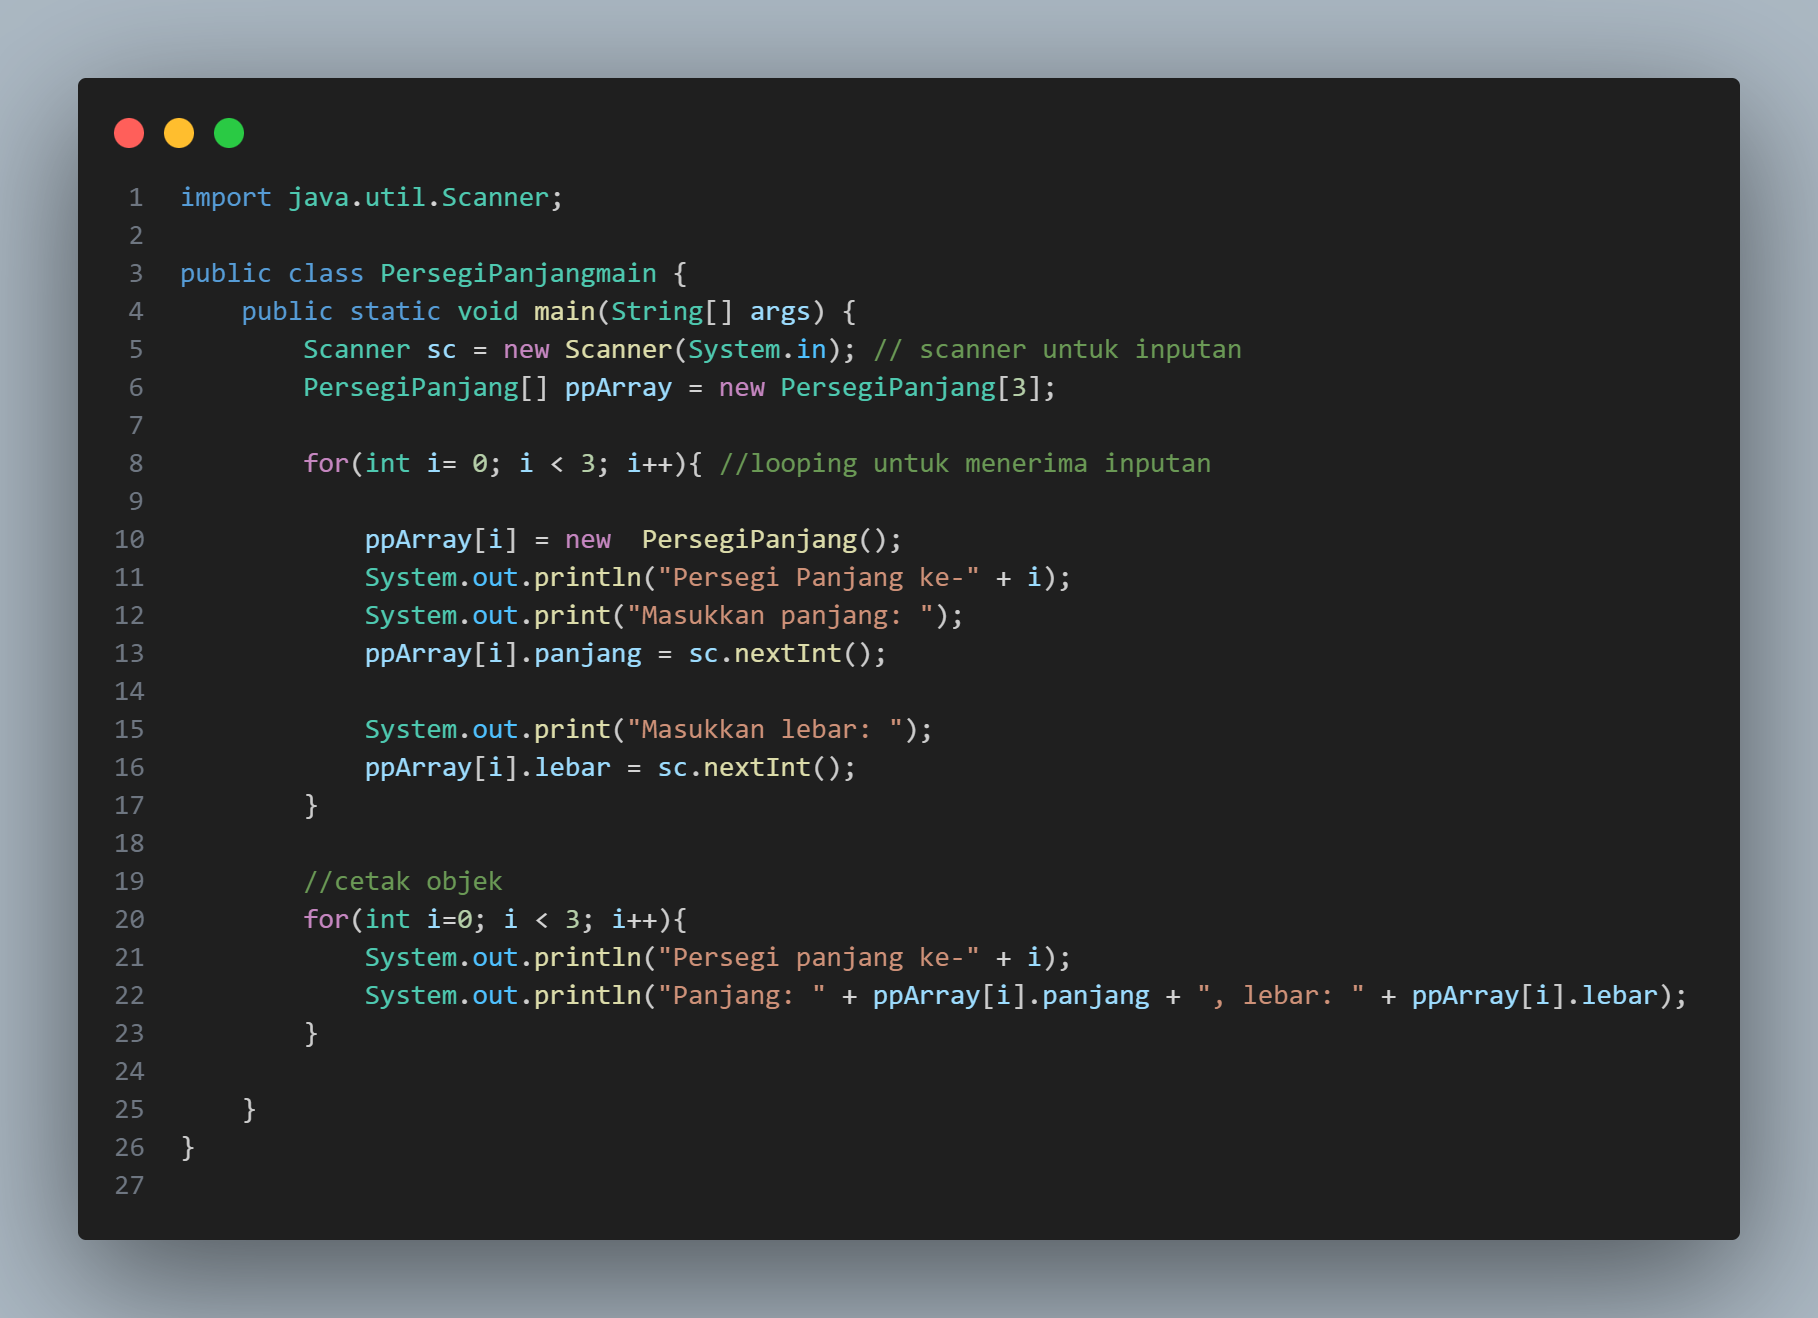 1 import java.util.Scanner;
2
3 public class PersegiPanjangmain {
4     public static void main(String[] args) {
5         Scanner sc = new Scanner(System.in); // scanner untuk inputan
6         PersegiPanjang[] ppArray = new PersegiPanjang[3];
7
8         for(int i= 0; i < 3; i++){ //looping untuk menerima inputan
9
10             ppArray[i] = new  PersegiPanjang();
11             System.out.println("Persegi Panjang ke-" + i);
12             System.out.print("Masukkan panjang: ");
13             ppArray[i].panjang = sc.nextInt();
14
15             System.out.print("Masukkan lebar: ");
16             ppArray[i].lebar = sc.nextInt();
17         }
18
19         //cetak objek
20         for(int i=0; i < 3; i++){
21             System.out.println("Persegi panjang ke-" + i);
22             System.out.println("Panjang: " + ppArray[i].panjang + ", lebar: " + ppArray[i].lebar);
23         }
24
25     }
26 }
27